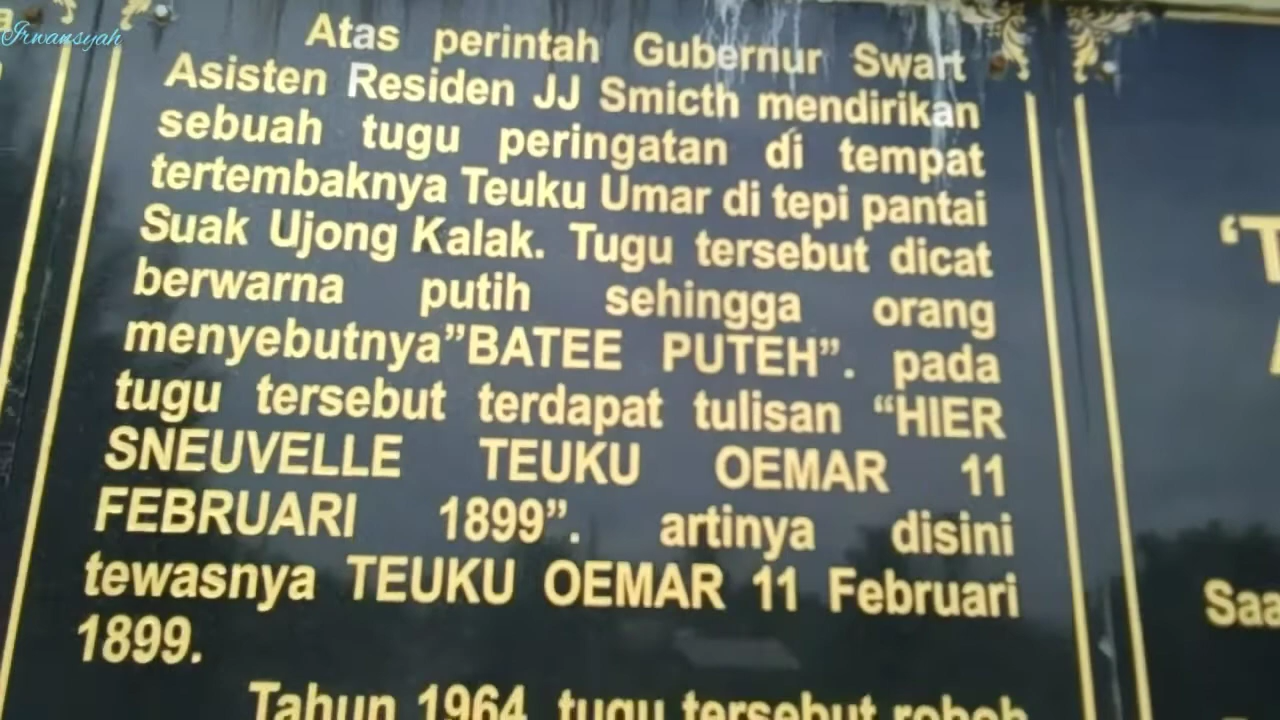 Irwansyah
Atas perintah Gubernur Swart
Asisten Residen JJ Smicth mendirikan
sebuah tugu peringatan di tempat
tertembaknya Teuku Umar di tepi pantai
Suak Ujong Kalak. Tugu tersebut dicat
berwarna putih sehingga orang
menyebutnya”BATEE PUTEH”. pada
tugu tersebut terdapat tulisan “HIER
SNEUVELLE TEUKU OEMAR 11
FEBRUARI 1899”. artinya disini
tewasnya TEUKU OEMAR 11 Februari
1899.
Tahun 1964 tugu tersebut roboh